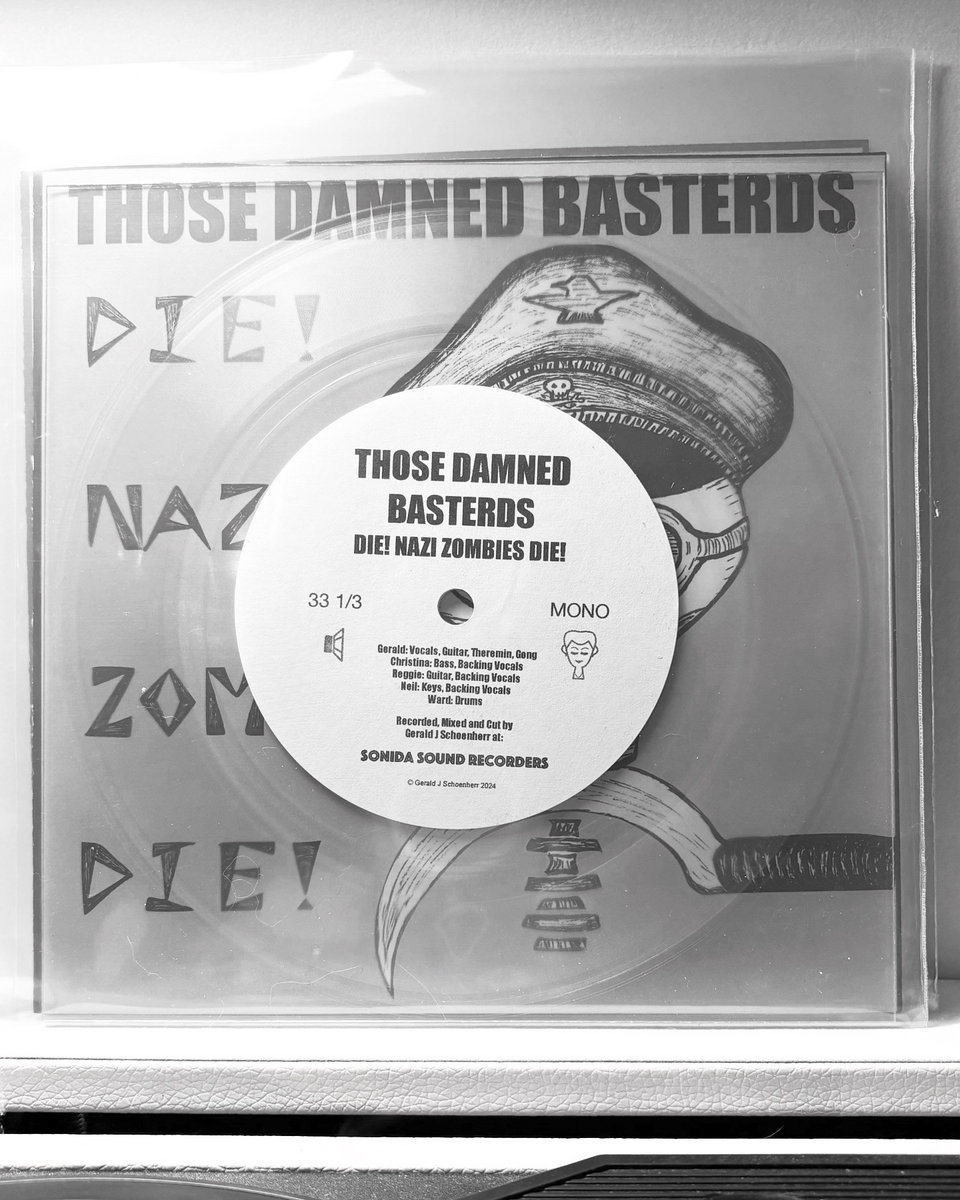 THOSE DAMNED BASTERDS
DIE!
NAZ
ZOM
DIE!
THOSE DAMNED
BASTERDS
DIE! NAZI ZOMBIES DIE!
33 1/3
MONO
Gerald: Vocals, Guitar, Theremin, Gong
Christina: Bass, Backing Vocals
Reggie: Guitar, Backing Vocals
Neil: Keys, Backing Vocals
Ward: Drums
Recorded, Mixed and Cut by
Gerald J Schoenherr at:
SONIDA SOUND RECORDERS
© Gerald J Schoenherr 2024